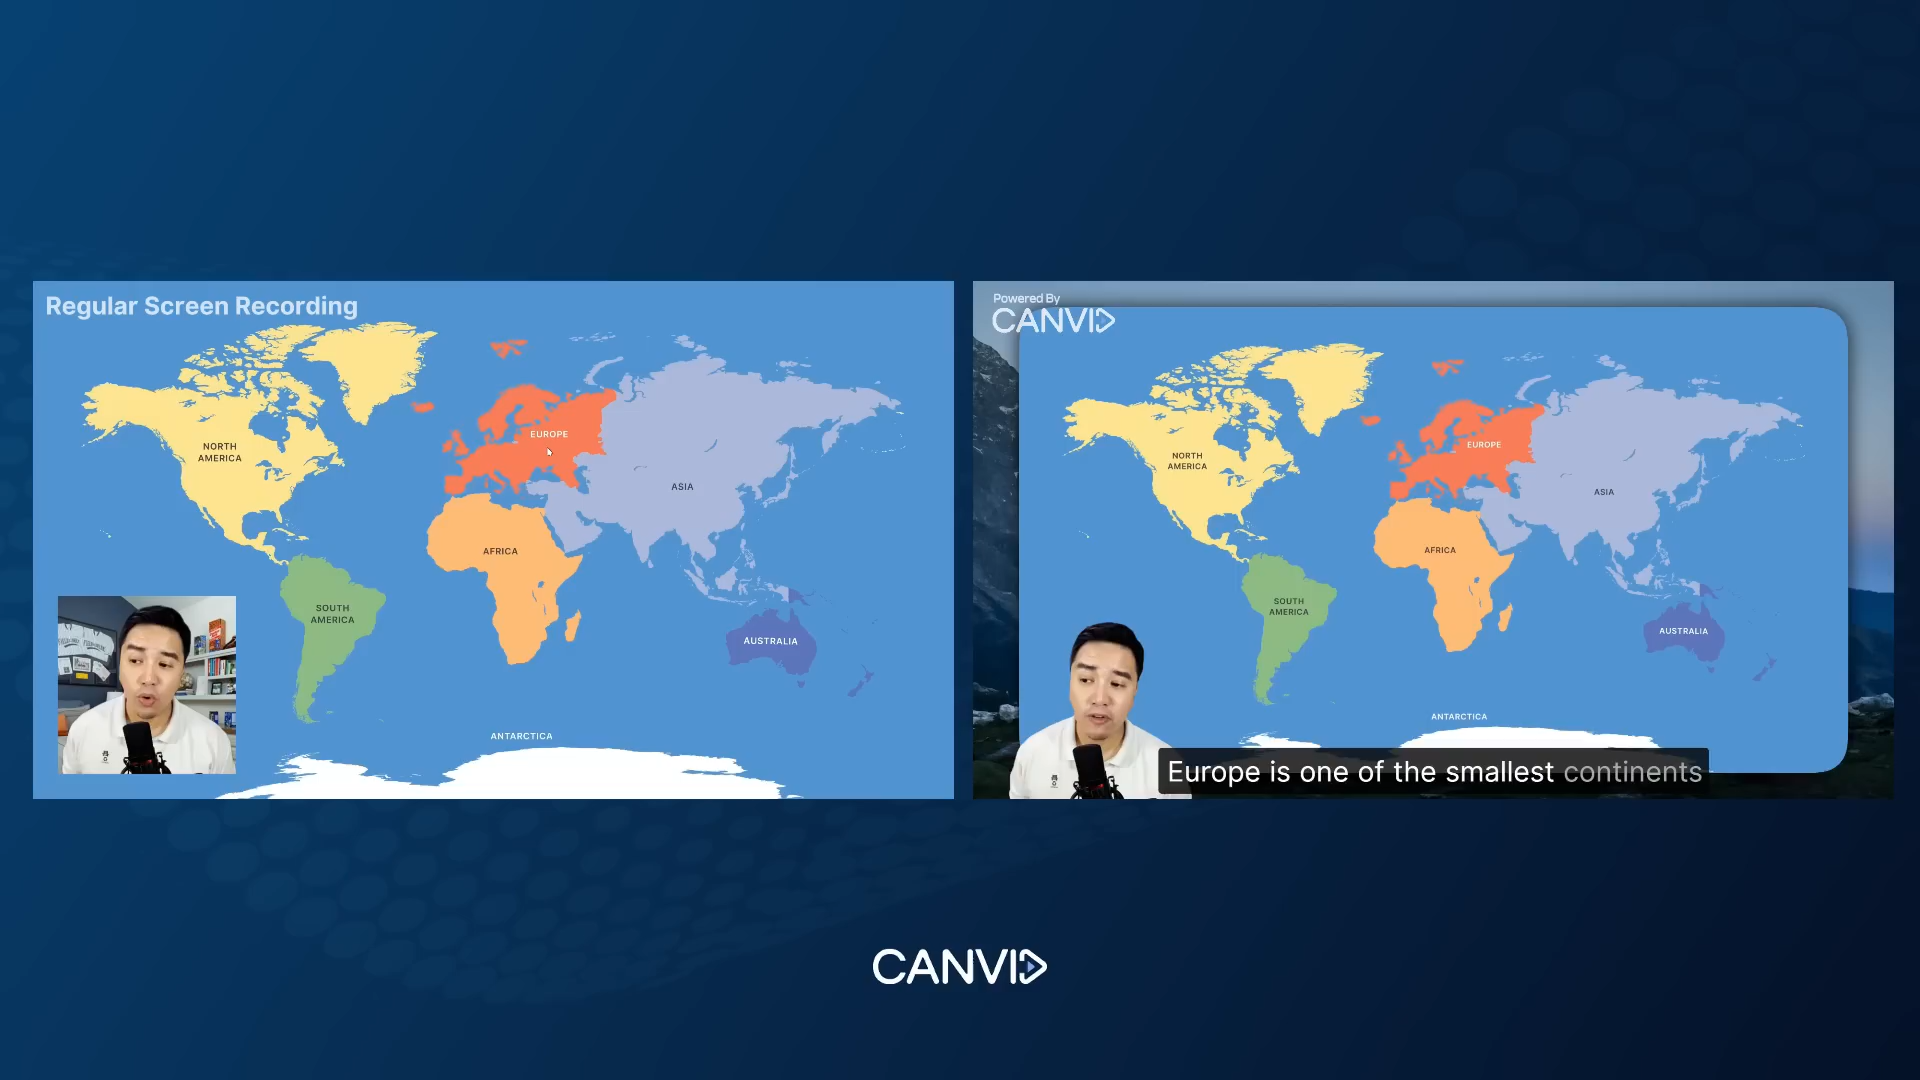 Regular Screen Recording
NORTH
AMERICA
EUROPE
ASIA
AFRICA
SOUTH
AMERICA
AUSTRALIA
ANTARCTICA
Powered By
CANVID
NORTH
AMERICA
EUROPE
ASIA
AFRICA
SOUTH
AMERICA
AUSTRALIA
ANTARCTICA
Europe is one of the smallest continents
CANVID